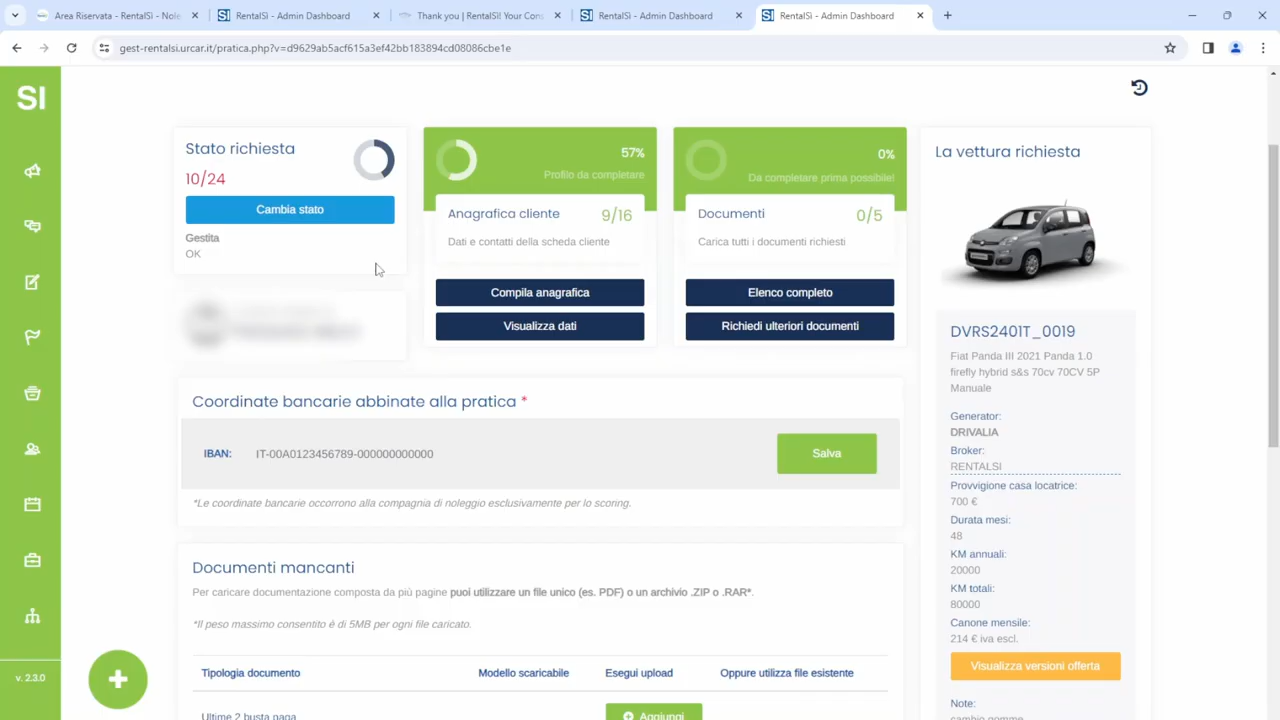 Area Riservata - RentalSì - Nole
RentalSì - Admin Dashboard
Thank you | RentalSì! Your Cons
RentalSì - Admin Dashboard
RentalSì - Admin Dashboard
gest-rentalsi.urcar.it/pratica.php?v=d9629ab5acf615a3ef42bb183894cd08086cbe1e
SI
Stato richiesta
10/24
Cambia stato
Gestita
OK
57%
Profilo da completare
Anagrafica cliente 9/16
Dati e contatti della scheda cliente
Compila anagrafica
Visualizza dati
0%
Da completare prima possibile!
Documenti 0/5
Carica tutti i documenti richiesti
Elenco completo
Richiedi ulteriori documenti
La vettura richiesta
DVRS2401T_0019
Fiat Panda III 2021 Panda 1.0
firefly hybrid s&s 70cv 70CV 5P
Manuale
Generator:
DRIVALIA
Broker:
RENTALSI
Provvigione casa locatrice:
700 €
Durata mesi:
48
KM annuali:
20000
KM totali:
80000
Canone mensile:
214 € iva escl.
Visualizza versioni offerta
Note:
cambio gomme
Coordinate bancarie abbinate alla pratica *
IBAN: IT-00A0123456789-000000000000
Salva
*Le coordinate bancarie occorrono alla compagnia di noleggio esclusivamente per lo scoring.
Documenti mancanti
Per caricare documentazione composta da più pagine puoi utilizzare un file unico (es. PDF) o un archivio .ZIP o .RAR*.
*Il peso massimo consentito è di 5MB per ogni file caricato.
Tipologia documento Modello scaricabile Esegui upload Oppure utilizza file esistente
Ultime 2 busta paga
Aggiungi
v. 2.3.0